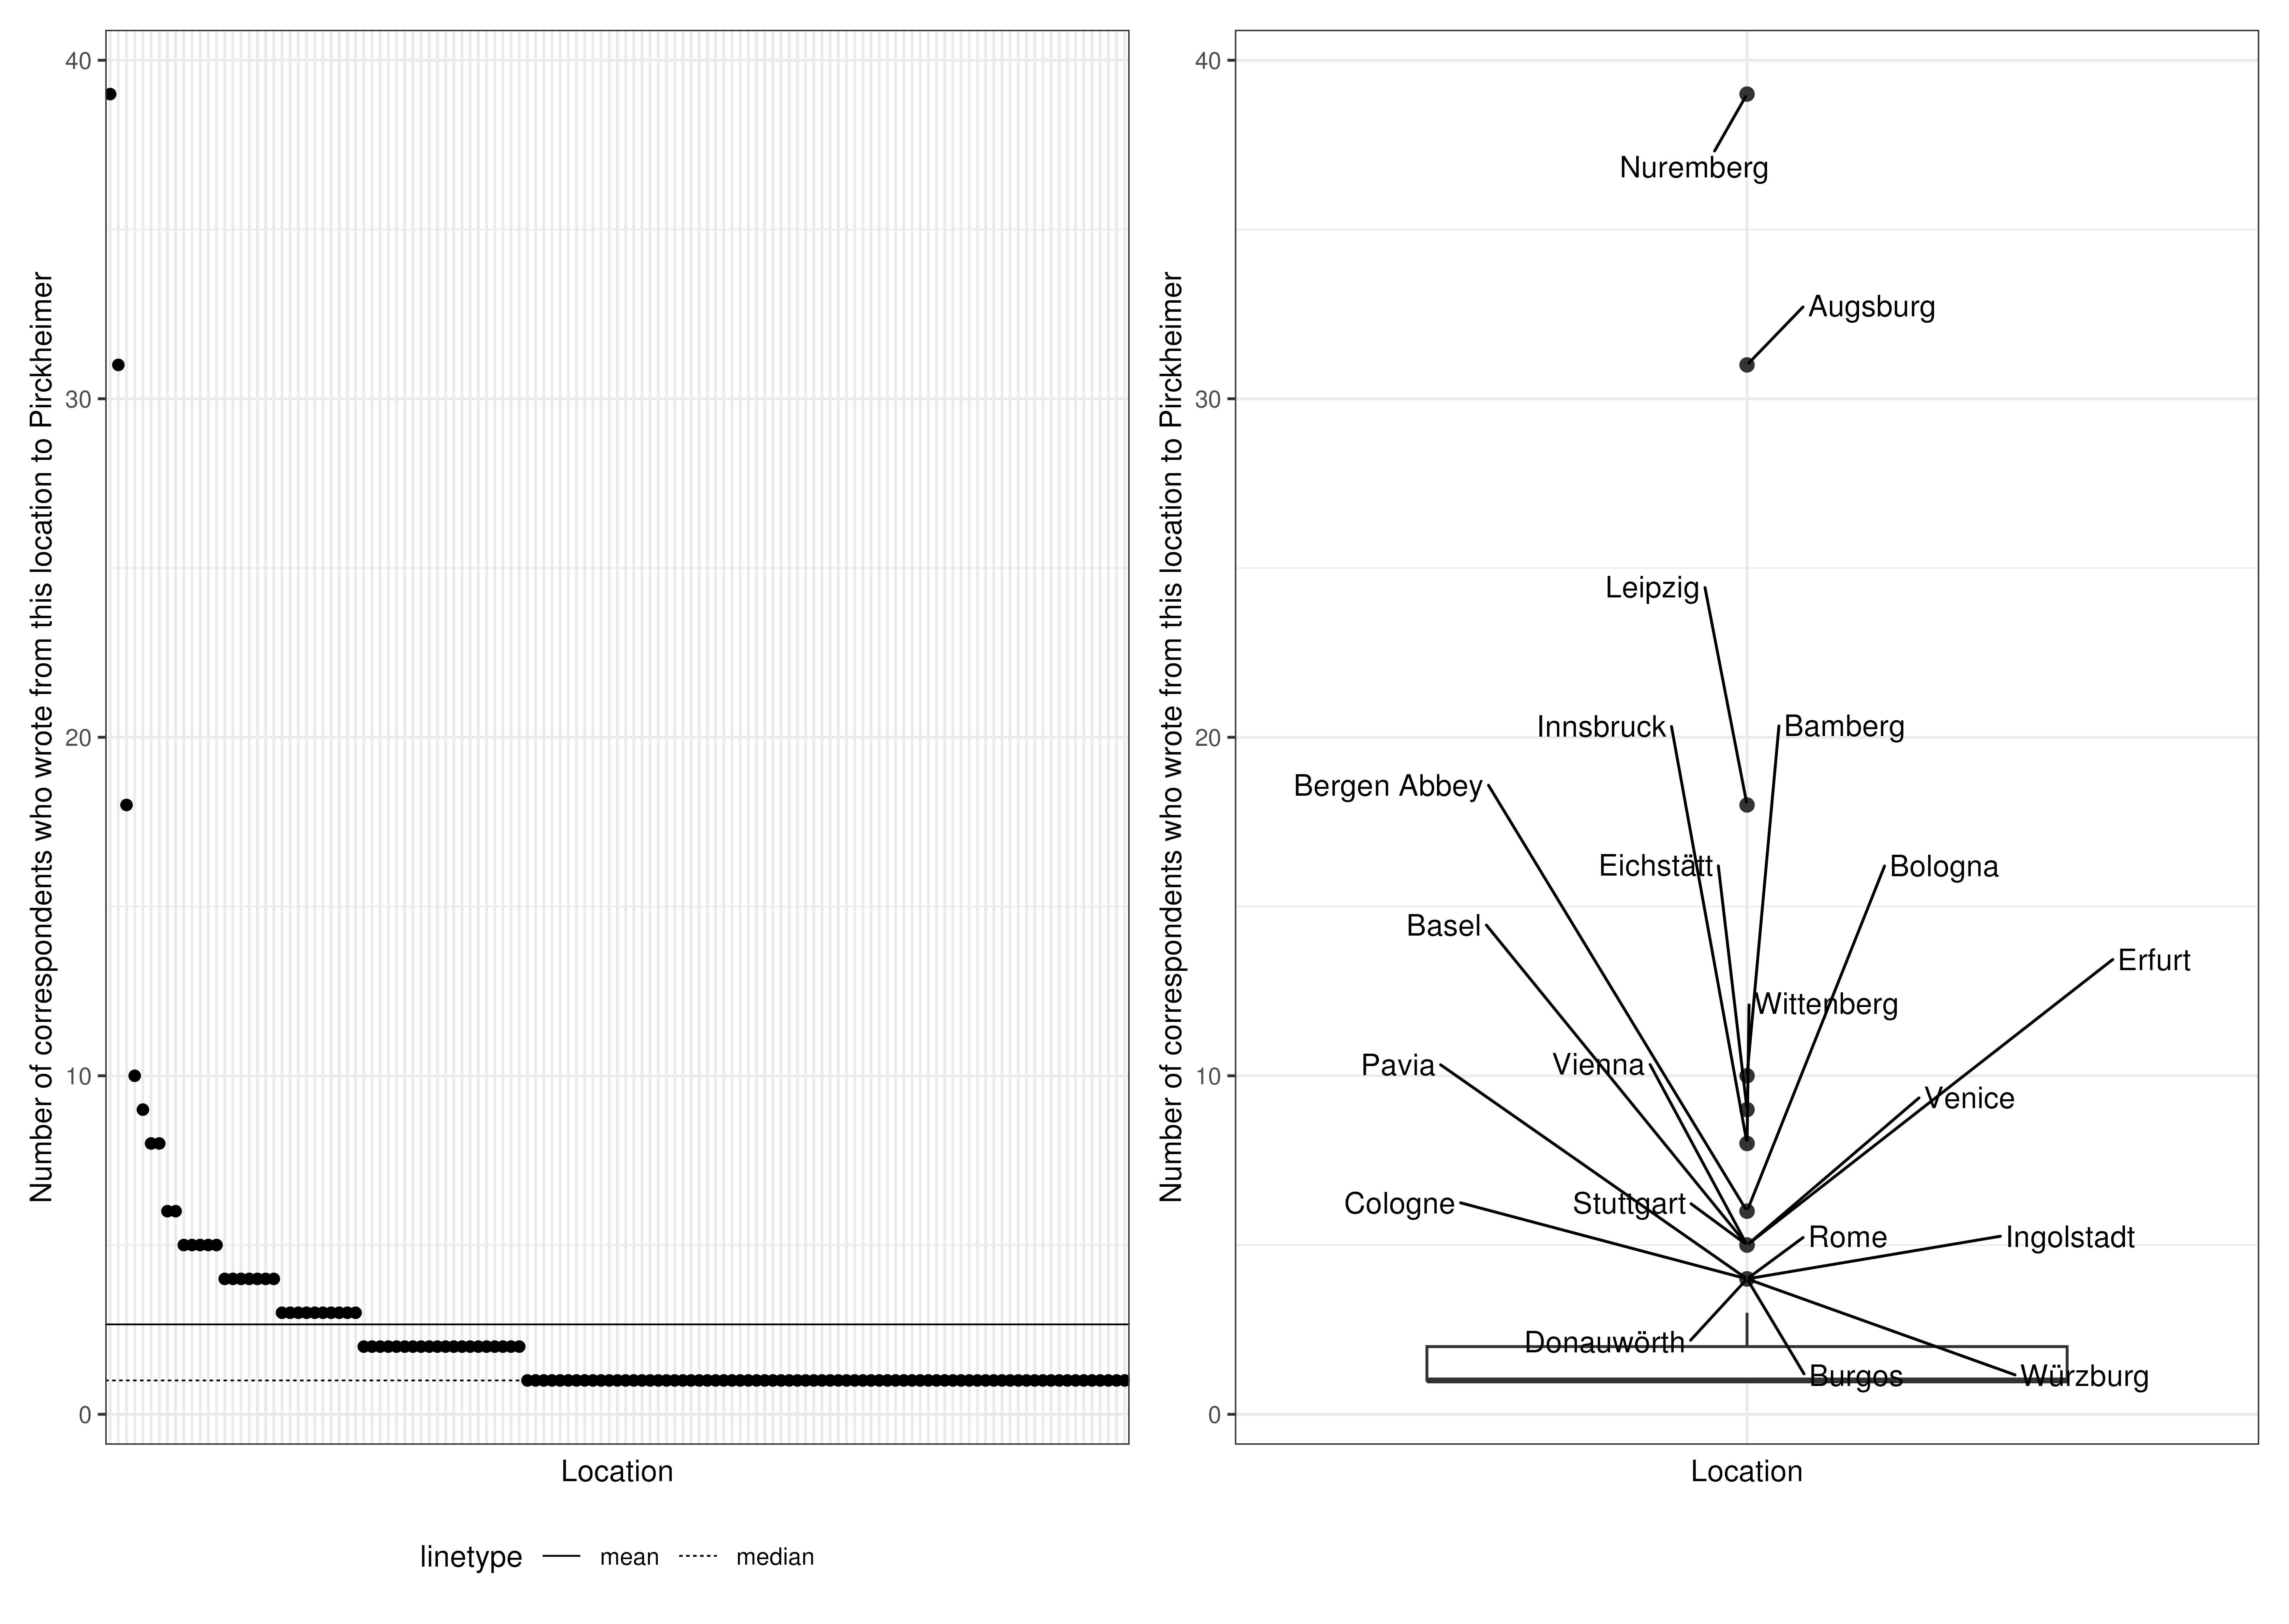 Number of correspondents who wrote from this location to Pirckheimer
40
30
20
10
0
Location
linetype mean median
Number of correspondents who wrote from this location to Pirckheimer
40
30
20
10
0
Nuremberg
Augsburg
Leipzig
Innsbruck
Bamberg
Bergen Abbey
Eichstätt
Bologna
Basel
Erfurt
Wittenberg
Pavia
Vienna
Venice
Cologne
Stuttgart
Rome
Ingolstadt
Donauwörth
Burgos
Würzburg
Location